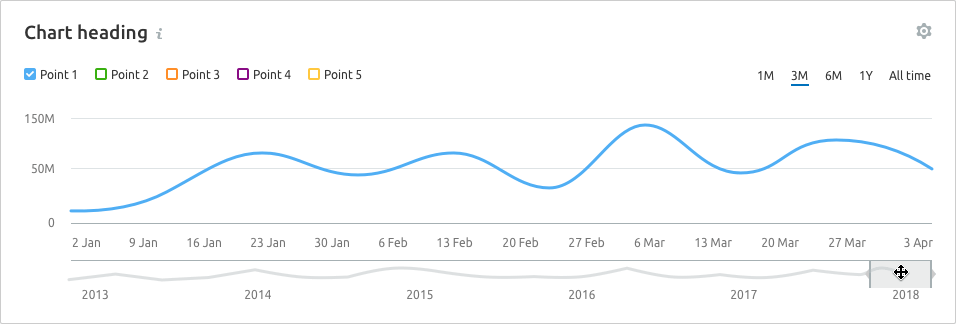 Chart heading i
Point 1 Point 2 Point 3 Point 4 Point 5 1M 3M 6M 1Y All time
150M
50M
0
2 Jan 9 Jan 16 Jan 23 Jan 30 Jan 6 Feb 13 Feb 20 Feb 27 Feb 6 Mar 13 Mar 20 Mar 27 Mar 3 Apr
2013 2014 2015 2016 2017 2018